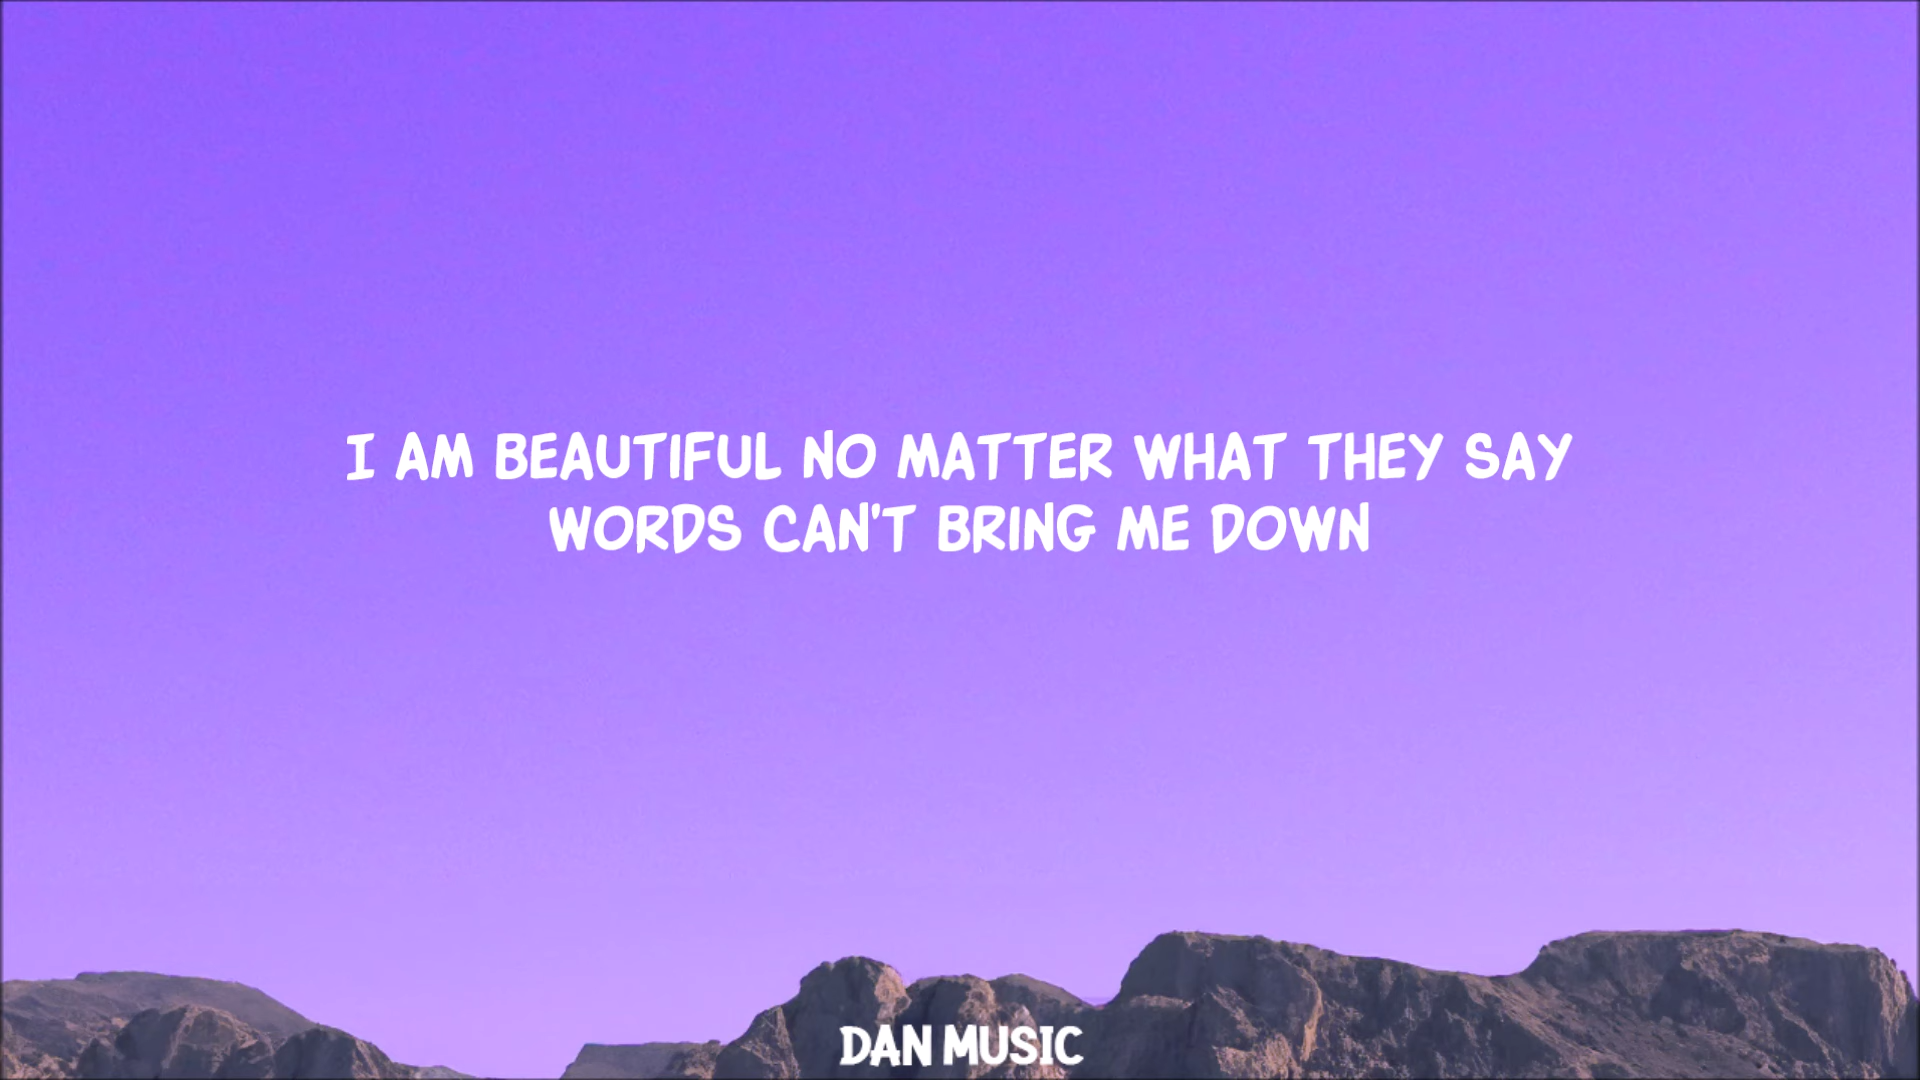 I AM BEAUTIFUL NO MATTER WHAT THEY SAY
WORDS CAN'T BRING ME DOWN
DAN MUSIC